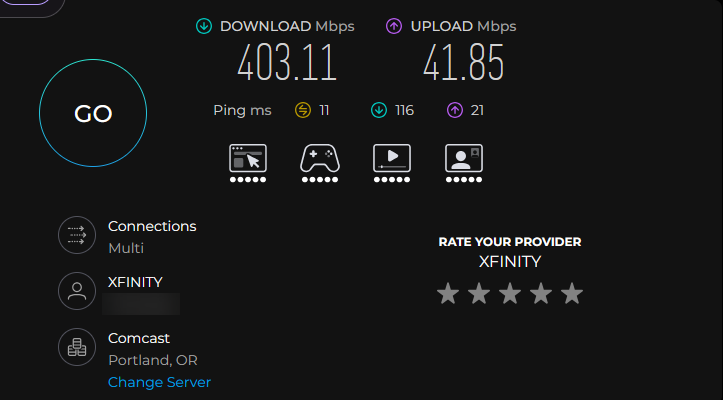 DOWNLOAD Mbps
403.11
UPLOAD Mbps
41.85
GO
Ping ms 11 116 21
Connections
Multi
XFINITY
Comcast
Portland, OR
Change Server
RATE YOUR PROVIDER
XFINITY